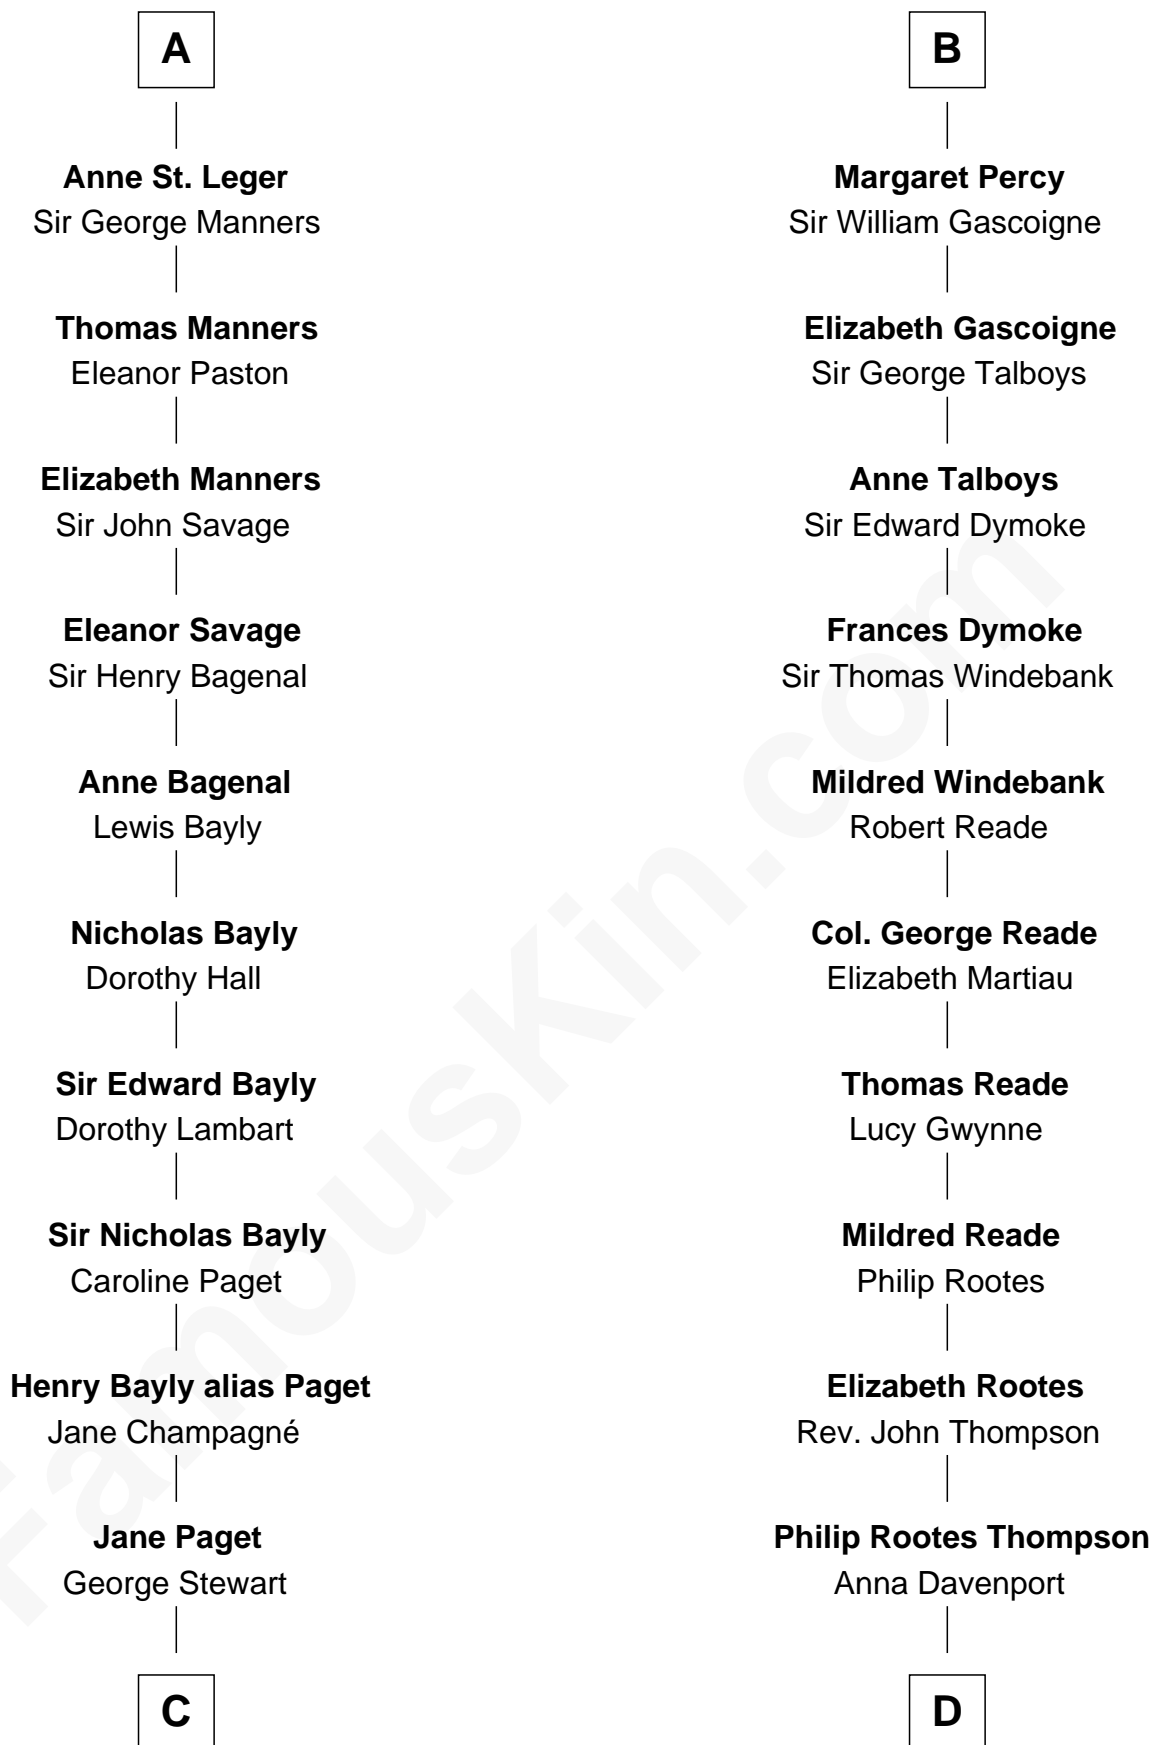 A
B
Anne St. Leger
Sir George Manners
Margaret Percy
Sir William Gascoigne
Thomas Manners
Eleanor Paston
Elizabeth Gascoigne
Sir George Talboys
Elizabeth Manners
Sir John Savage
Anne Talboys
Sir Edward Dymoke
Eleanor Savage
Sir Henry Bagenal
Frances Dymoke
Sir Thomas Windebank
Anne Bagenal
Lewis Bayly
Mildred Windebank
Robert Reade
Nicholas Bayly
Dorothy Hall
Col. George Reade
Elizabeth Martiau
Sir Edward Bayly
Dorothy Lambart
Thomas Reade
Lucy Gwynne
Sir Nicholas Bayly
Caroline Paget
Mildred Reade
Philip Rootes
Henry Bayly alias Paget
Jane Champagné
Elizabeth Rootes
Rev. John Thompson
Jane Paget
George Stewart
Philip Rootes Thompson
Anna Davenport
C
D
FamousKin.com